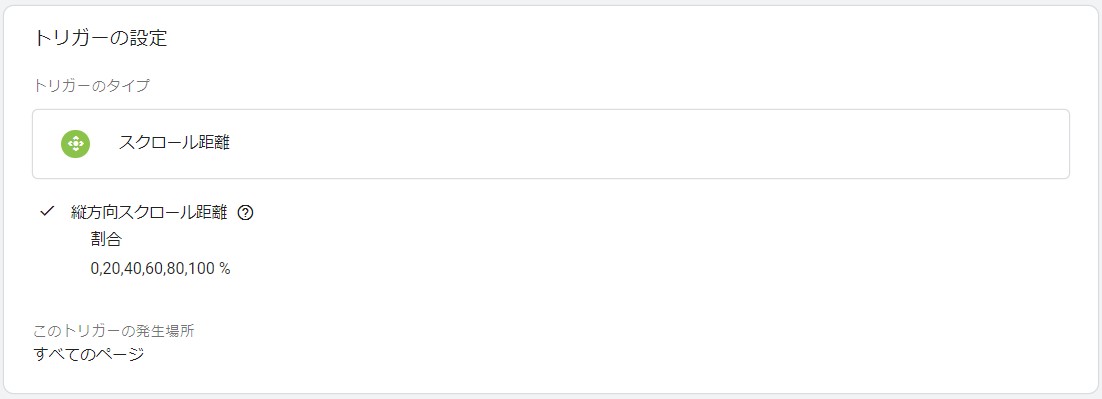 トリガーの設定
トリガーのタイプ
スクロール距離
縦方向スクロール距離
割合
0,20,40,60,80,100 %
このトリガーの発生場所
すべてのページ